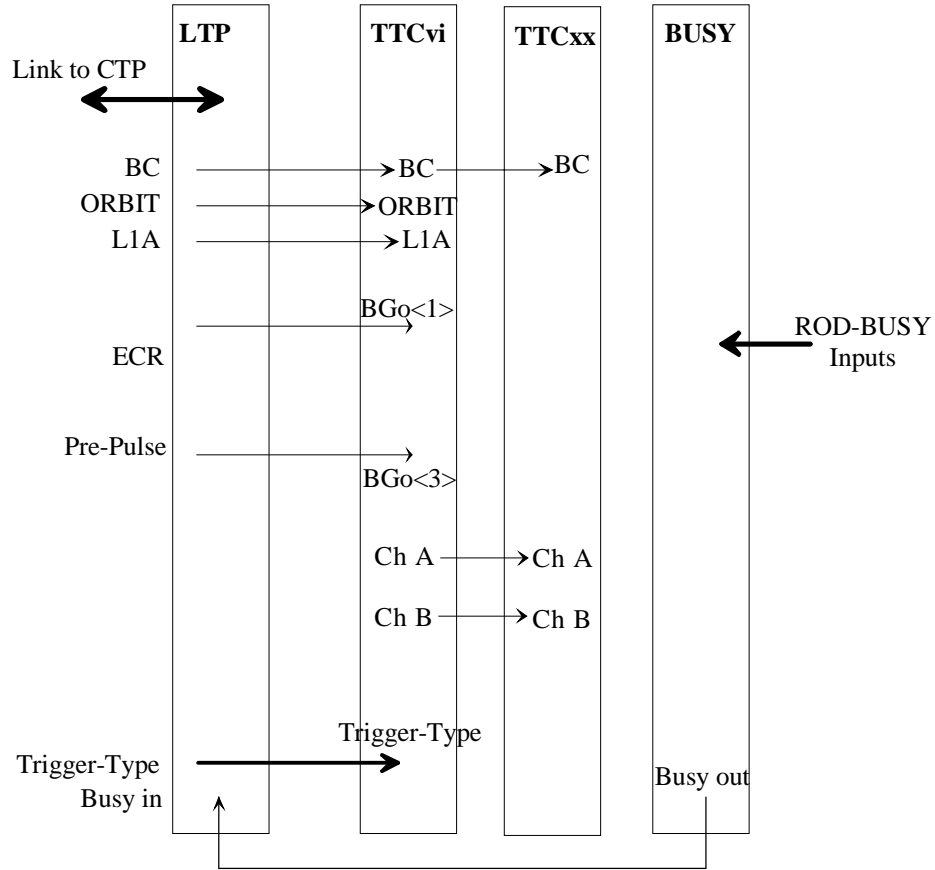 LTP TTCvi TTCxx BUSY
Link to CTP
BC BC BC
ORBIT ORBIT
L1A L1A
BGo<1>
ROD-BUSY
Inputs
ECR
Pre-Pulse
BGo<3>
Ch A Ch A
Ch B Ch B
Trigger-Type
Trigger-Type
Busy out
Busy in